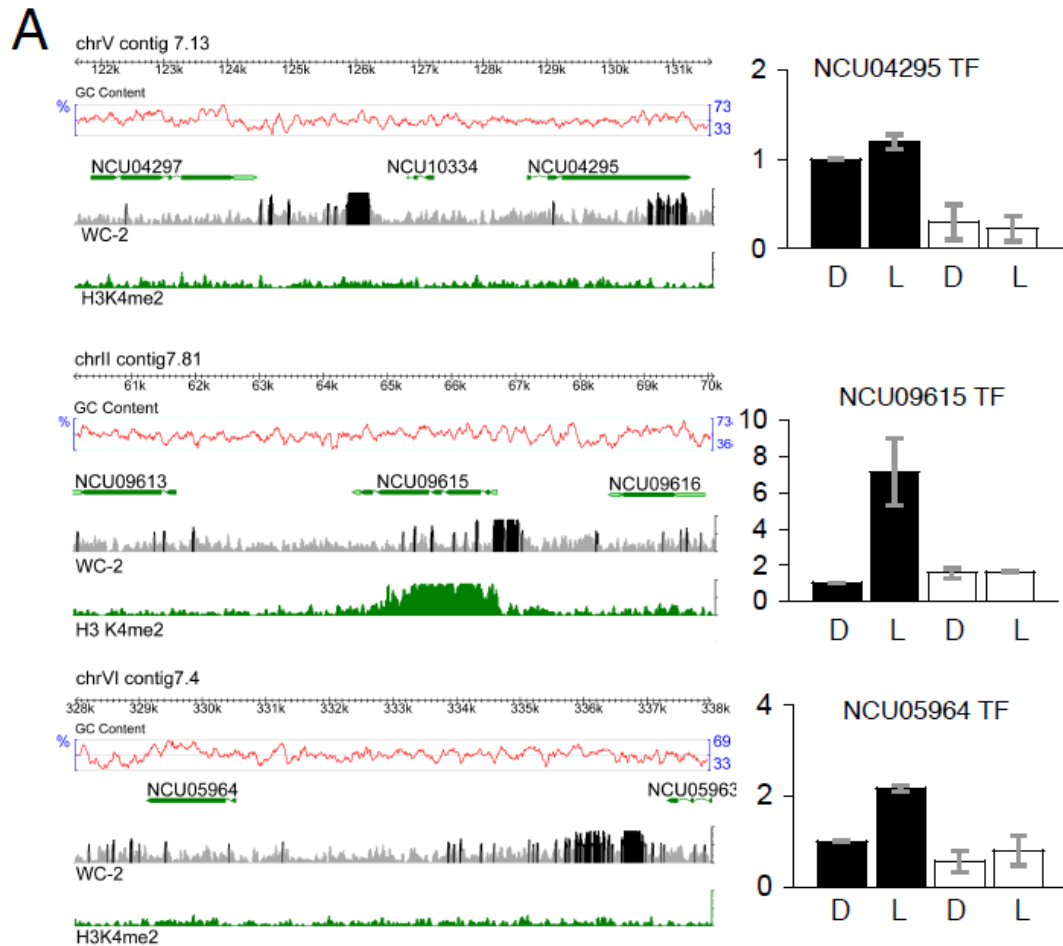 A
chrV contig 7.13
122k 123k 124k 125k 126k 127k 128k 129k 130k 131k
GC Content
% 73
33
NCU04297 NCU10334 NCU04295
WC-2
H3K4me2
NCU04295 TF
2
1
0
D L D L
chrII contig7.81
61k 62k 63k 64k 65k 66k 67k 68k 69k 70k
GC Content
% 73
36
NCU09613 NCU09615 NCU09616
WC-2
H3 K4me2
NCU09615 TF
10
8
6
4
2
0
D L D L
chrVI contig7.4
328k 329k 330k 331k 332k 333k 334k 335k 336k 337k 338k
GC Content
% 69
33
NCU05964 NCU05963
WC-2
H3K4me2
NCU05964 TF
4
2
0
D L D L